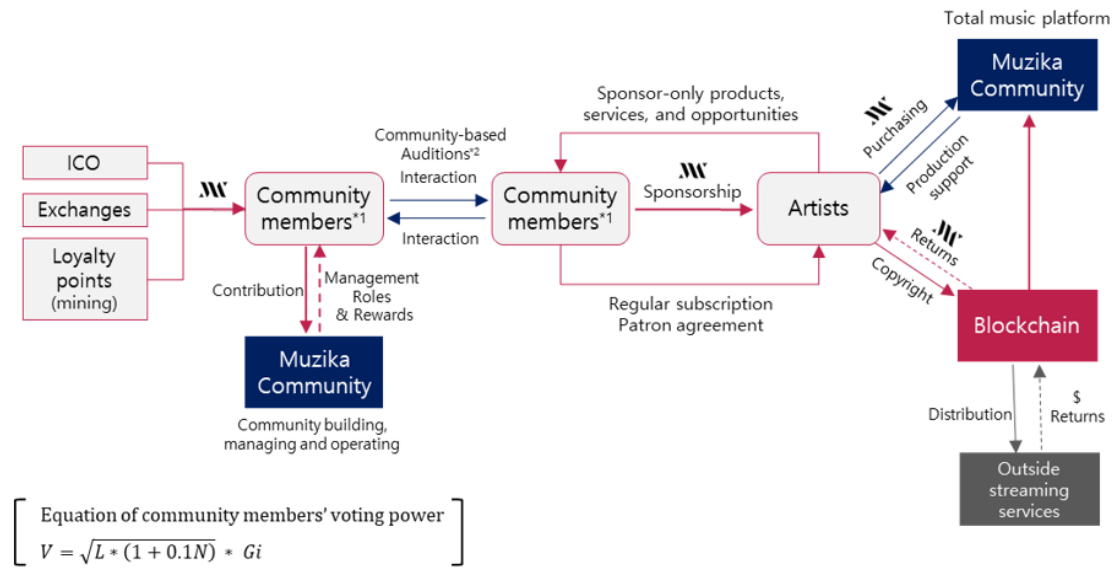 Total music platform
Muzika
Community
Sponsor-only products,
services, and opportunities
Purchasing
Production
support
Community-based
Auditions*2
Interaction
ICO
Exchanges
Loyalty
points
(mining)
Community
members*1
Interaction
Community
members*1
Sponsorship
Artists
Returns
Copyright
Contribution
Management
Roles
& Rewards
Regular subscription
Patron agreement
Blockchain
Muzika
Community
Community building,
managing and operating
Distribution
$
Returns
Outside
streaming
services
Equation of community members' voting power
V = √L * (1 + 0.1N) * Gi